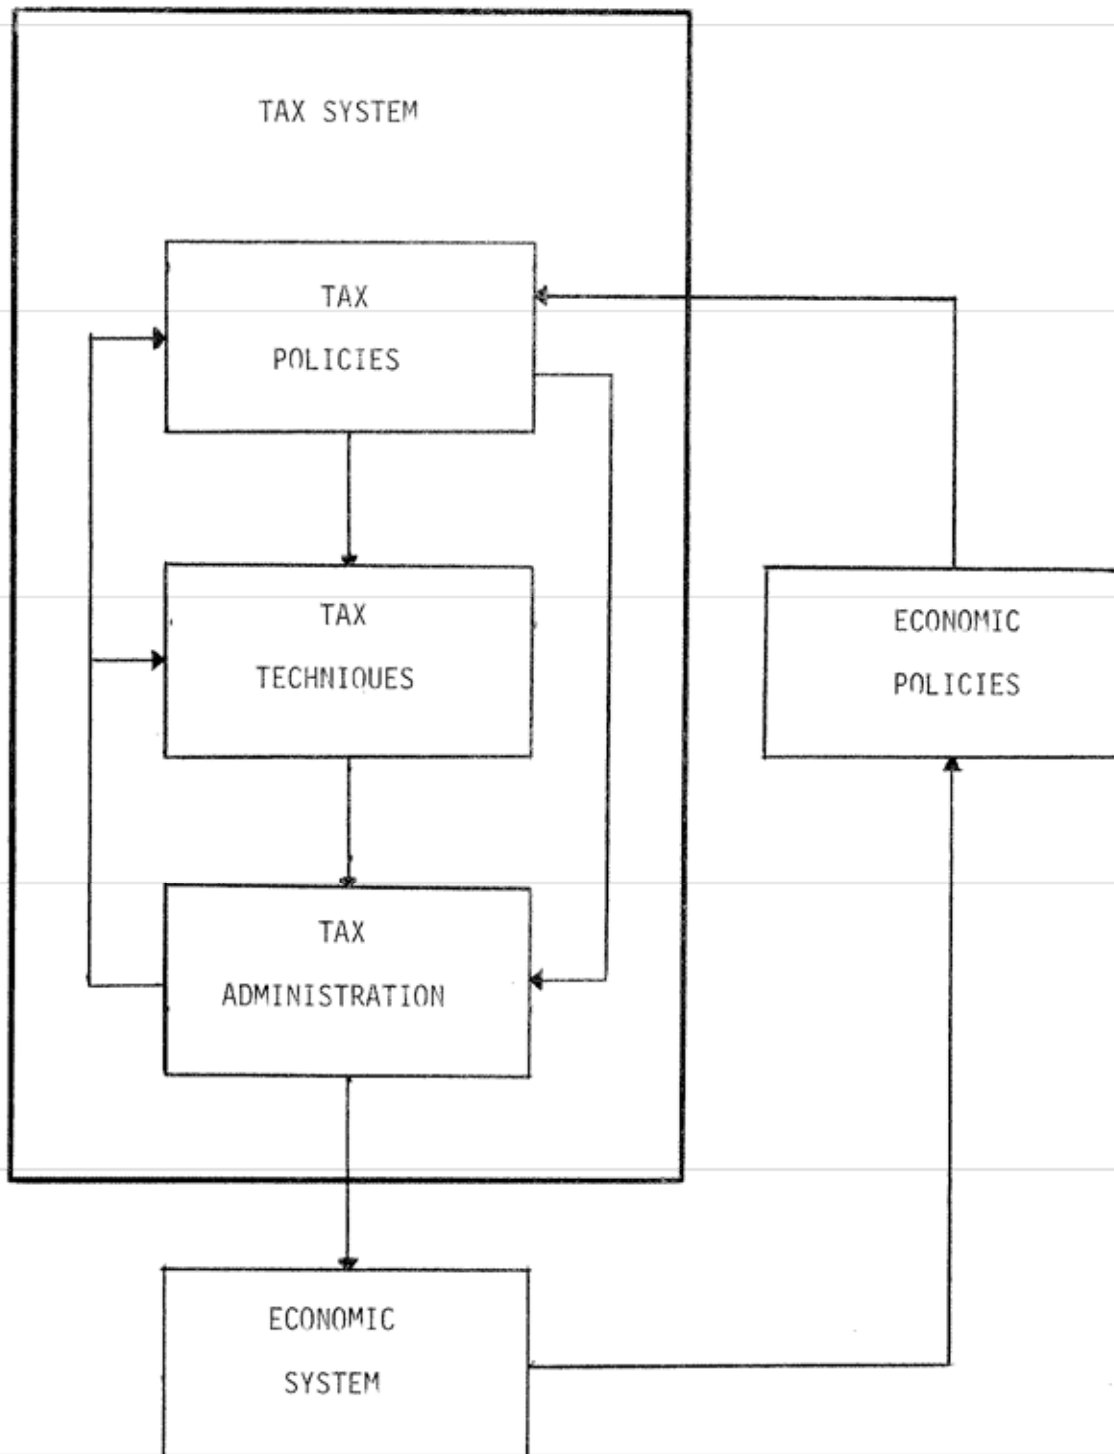 TAX SYSTEM
TAX
POLICIES
TAX
TECHNIQUES
ECONOMIC
POLICIES
TAX
ADMINISTRATION
ECONOMIC
SYSTEM